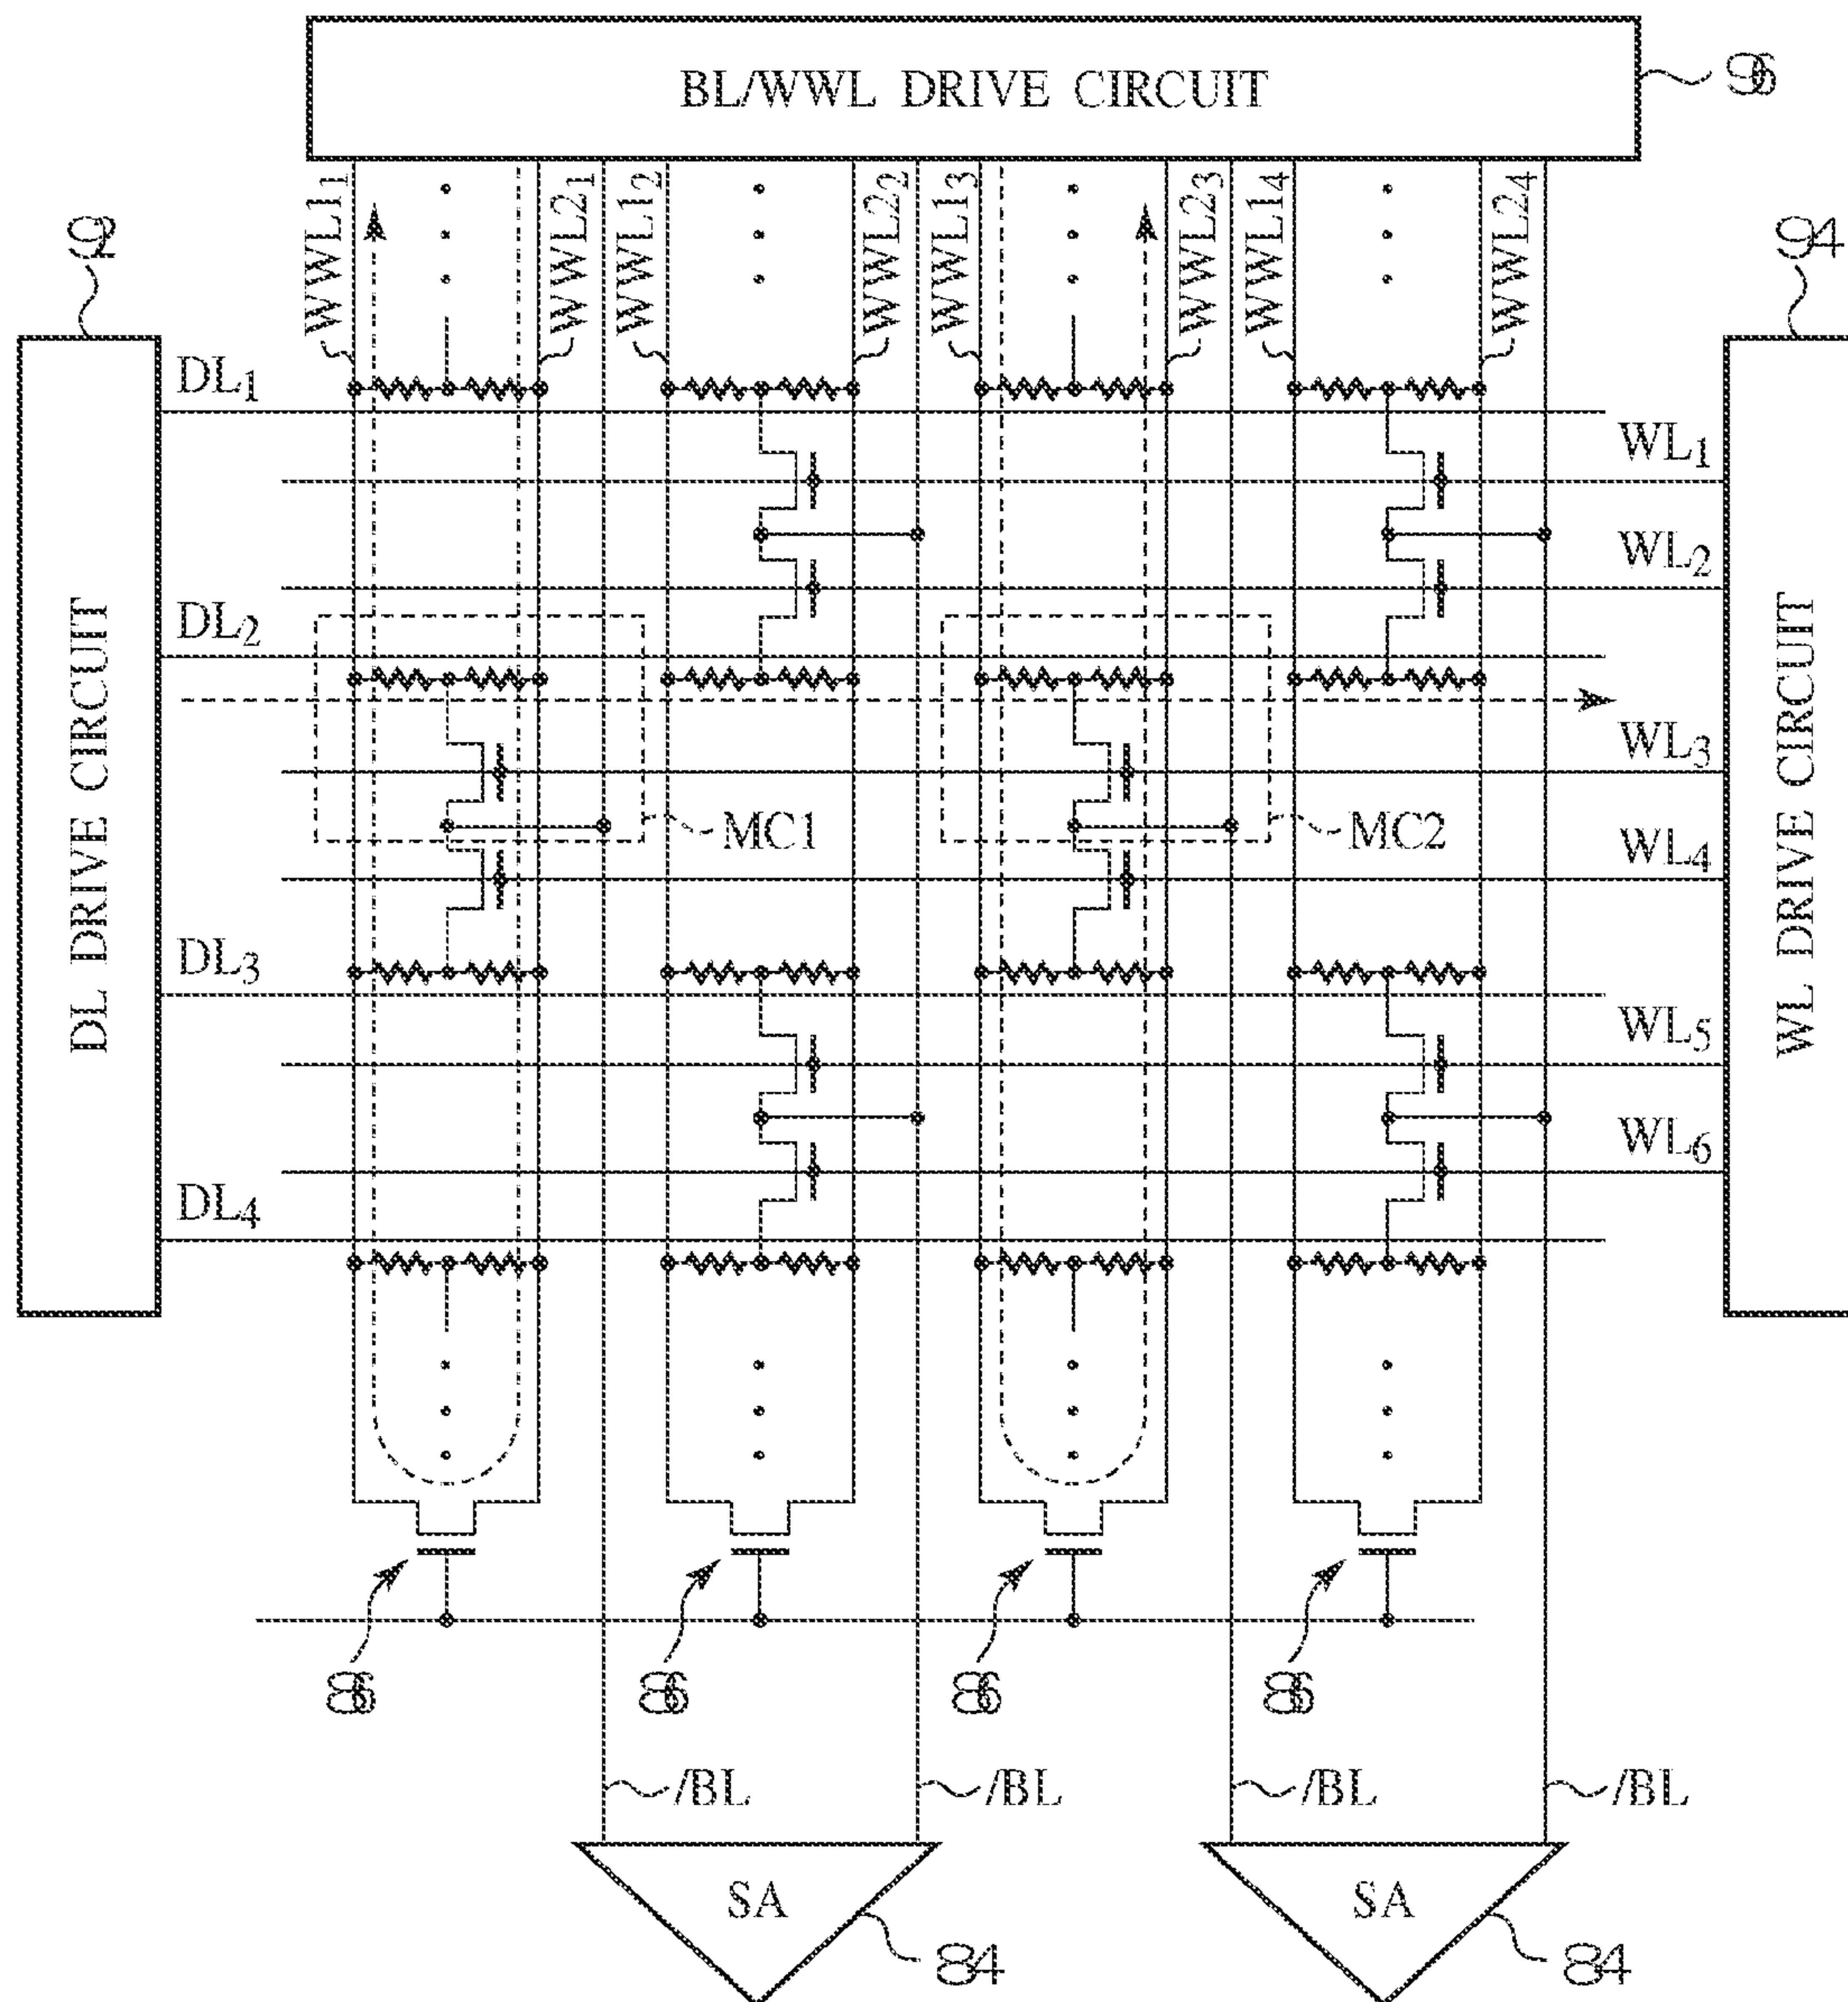 BL/WWL DRIVE CIRCUIT
96
92
94
WWL1₁
WWL2₁
WWL1₂
WWL2₂
WWL1₃
WWL2₃
WWL1₄
WWL2₄
DL DRIVE CIRCUIT
WL DRIVE CIRCUIT
DL₁
WL₁
WL₂
DL₂
WL₃
MC1
MC2
WL₄
DL₃
WL₅
WL₆
DL₄
86
86
86
86
/BL
/BL
/BL
/BL
SA
SA
84
84